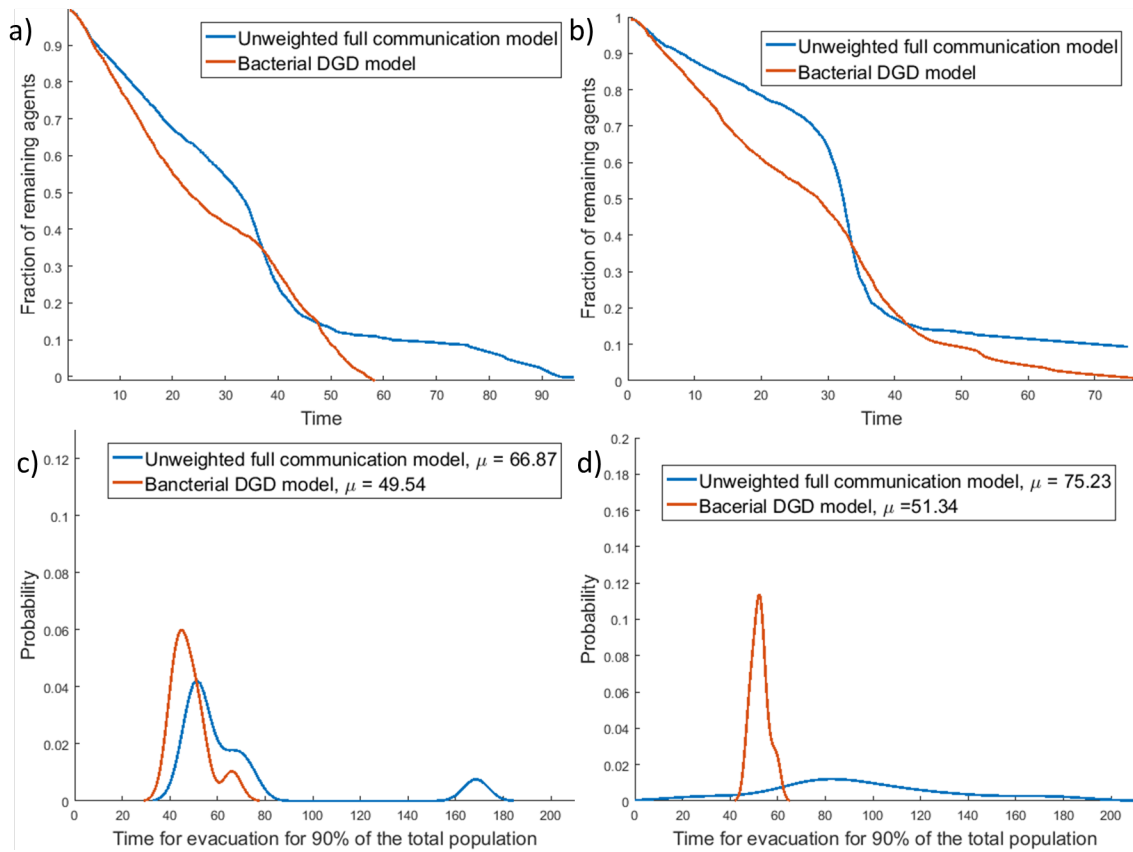 a)
Unweighted full communication model
Bacterial DGD model
Fraction of remaining agents
0.9
0.8
0.7
0.6
0.5
0.4
0.3
0.2
0.1
0
10 20 30 40 50 60 70 80 90
Time
b)
Unweighted full communication model
Bacterial DGD model
Fraction of remaining agents
1
0.9
0.8
0.7
0.6
0.5
0.4
0.3
0.2
0.1
0
0 10 20 30 40 50 60 70
Time
c)
Unweighted full communication model, μ = 66.87
Bancterial DGD model, μ = 49.54
Probability
0.12
0.1
0.08
0.06
0.04
0.02
0
0 20 40 60 80 100 120 140 160 180 200
Time for evacuation for 90% of the total population
d)
Unweighted full communication model, μ = 75.23
Bacerial DGD model, μ =51.34
Probability
0.2
0.18
0.16
0.14
0.12
0.1
0.08
0.06
0.04
0.02
0
0 20 40 60 80 100 120 140 160 180 200
Time for evacuation for 90% of the total population